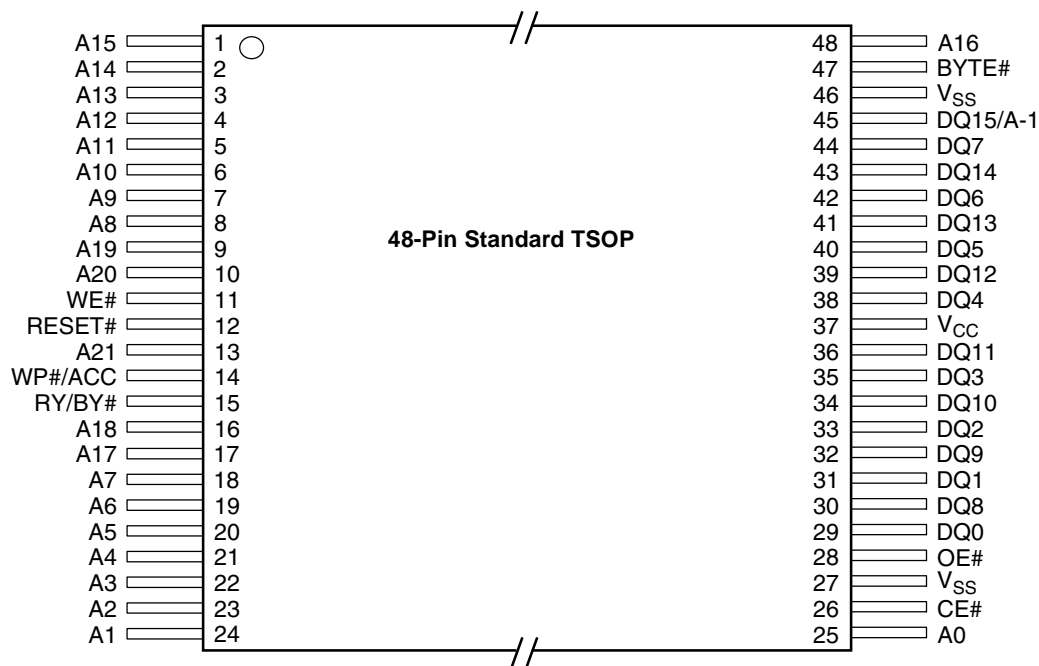 A15 1 48 A16
A14 2 47 BYTE#
A13 3 46 VSS
A12 4 45 DQ15/A-1
A11 5 44 DQ7
A10 6 43 DQ14
A9 7 42 DQ6
A8 8 41 DQ13
48-Pin Standard TSOP
A19 9 40 DQ5
A20 10 39 DQ12
WE# 11 38 DQ4
RESET# 12 37 VCC
A21 13 36 DQ11
WP#/ACC 14 35 DQ3
RY/BY# 15 34 DQ10
A18 16 33 DQ2
A17 17 32 DQ9
A7 18 31 DQ1
A6 19 30 DQ8
A5 20 29 DQ0
A4 21 28 OE#
A3 22 27 VSS
A2 23 26 CE#
A1 24 25 A0